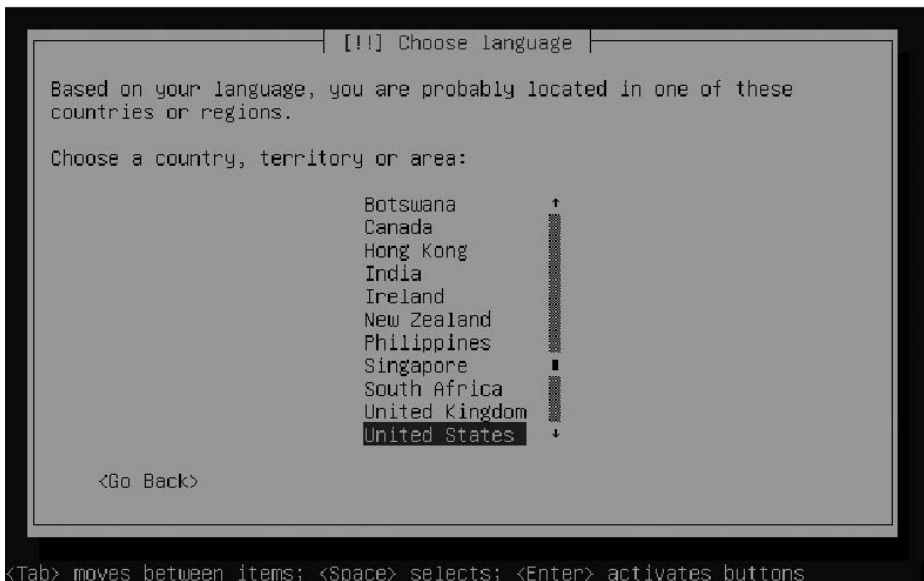 [!!] Choose language
Based on your language, you are probably located in one of these
countries or regions.
Choose a country, territory or area:
Botswana
Canada
Hong Kong
India
Ireland
New Zealand
Philippines
Singapore
South Africa
United Kingdom
United States
<Go Back>
<Tab> moves between items; <Space> selects; <Enter> activates buttons